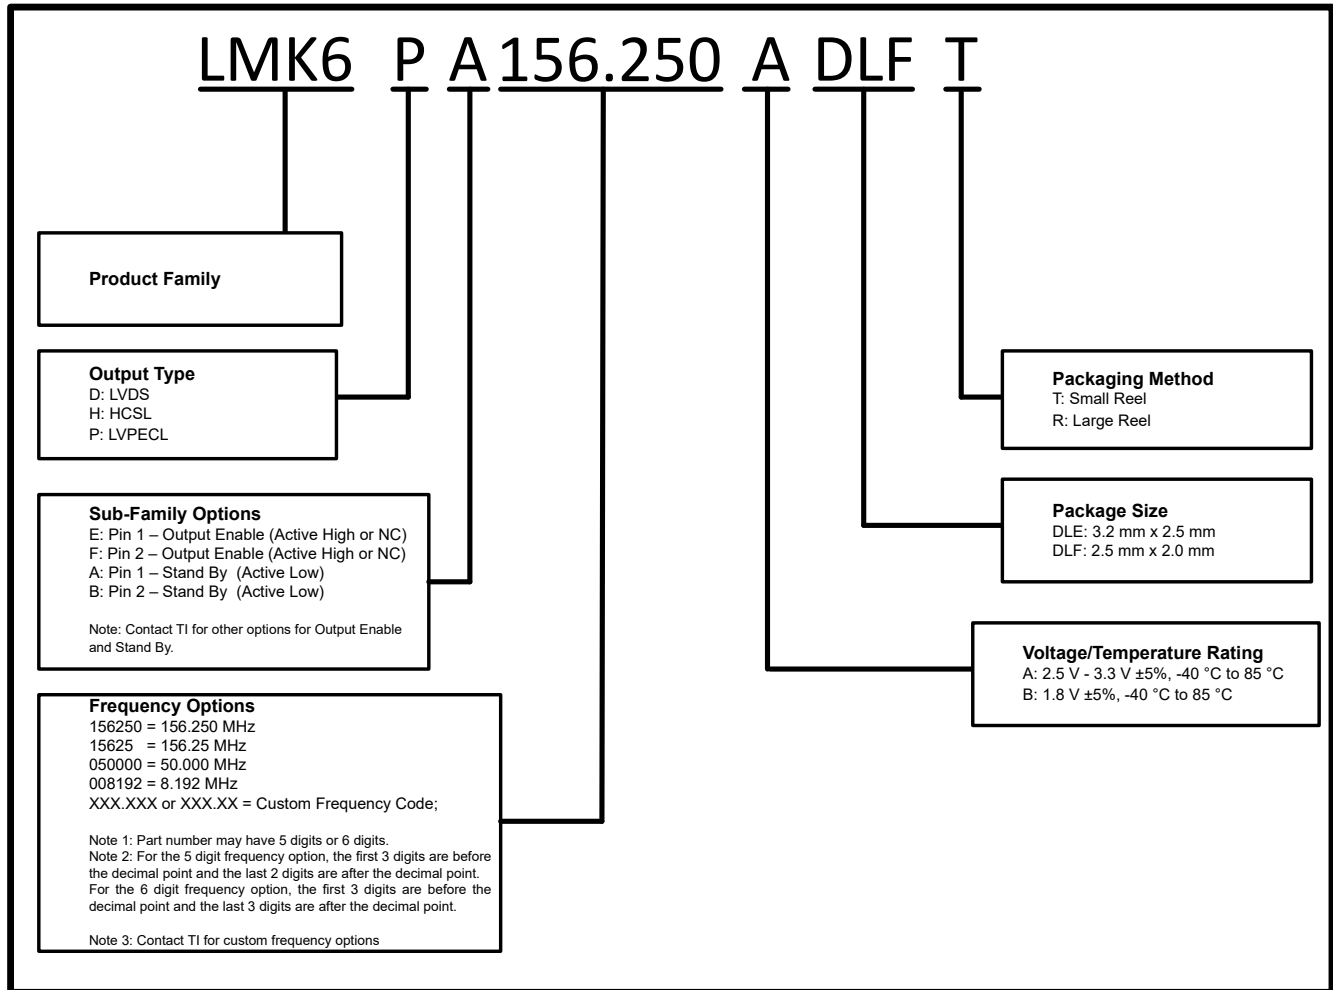 LMK6 P A 156.250 A DLF T
Product Family
Output Type
D: LVDS
H: HCSL
P: LVPECL
Sub-Family Options
E: Pin 1 – Output Enable (Active High or NC)
F: Pin 2 – Output Enable (Active High or NC)
A: Pin 1 – Stand By (Active Low)
B: Pin 2 – Stand By (Active Low)
Note: Contact TI for other options for Output Enable
and Stand By.
Frequency Options
156250 = 156.250 MHz
15625 = 156.25 MHz
050000 = 50.000 MHz
008192 = 8.192 MHz
XXX.XXX or XXX.XX = Custom Frequency Code;
Note 1: Part number may have 5 digits or 6 digits.
Note 2: For the 5 digit frequency option, the first 3 digits are before
the decimal point and the last 2 digits are after the decimal point.
For the 6 digit frequency option, the first 3 digits are before the
decimal point and the last 3 digits are after the decimal point.
Note 3: Contact TI for custom frequency options
Packaging Method
T: Small Reel
R: Large Reel
Package Size
DLE: 3.2 mm x 2.5 mm
DLF: 2.5 mm x 2.0 mm
Voltage/Temperature Rating
A: 2.5 V - 3.3 V ±5%, -40 °C to 85 °C
B: 1.8 V ±5%, -40 °C to 85 °C